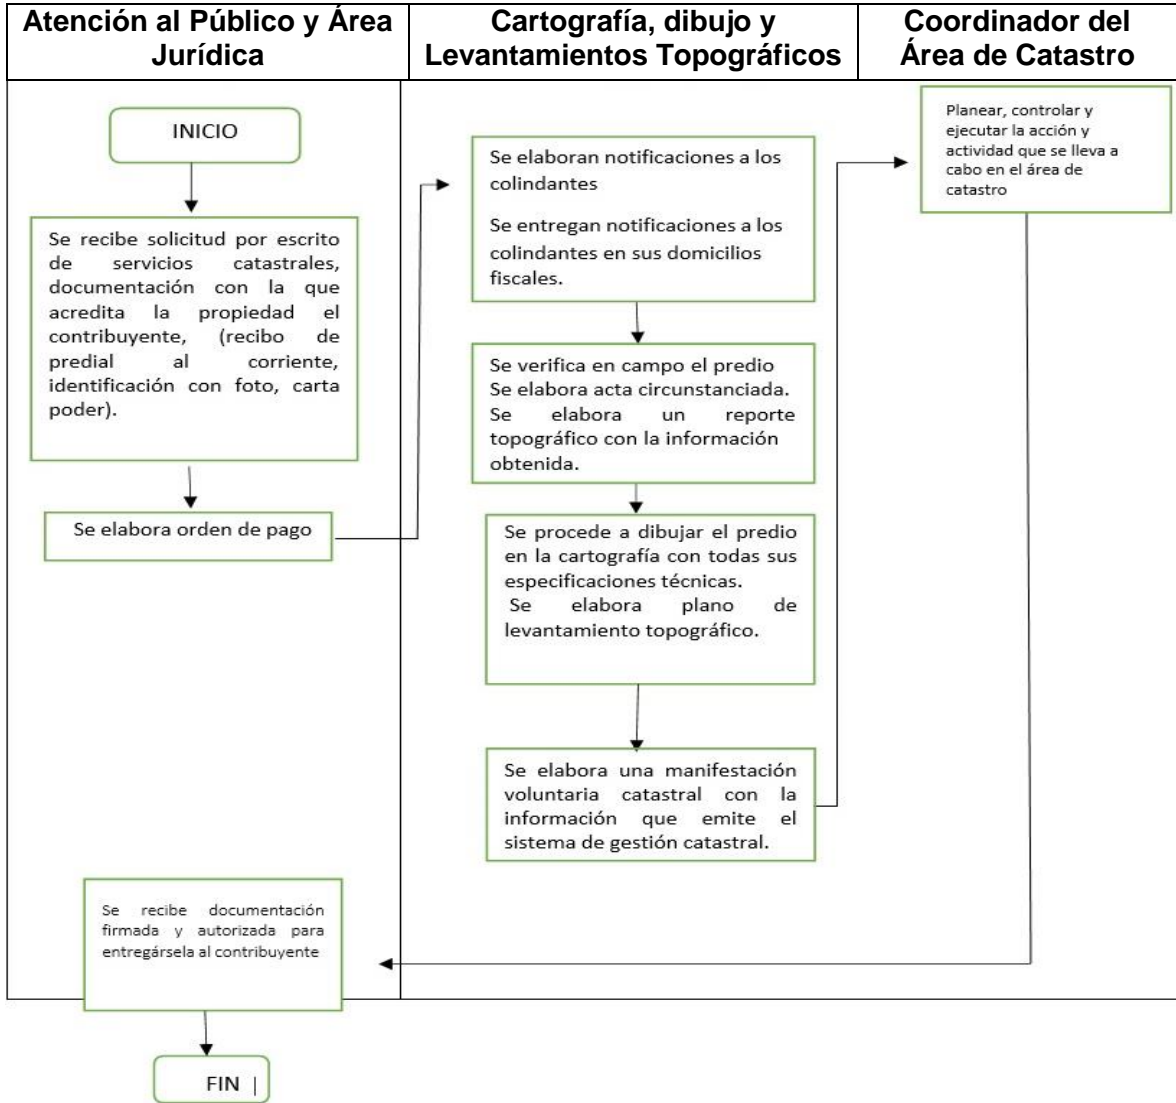 Atención al Público y Área
Jurídica
Cartografía, dibujo y
Levantamientos Topográficos
Coordinador del
Área de Catastro
INICIO
Se recibe solicitud por escrito
de servicios catastrales,
documentación con la que
acredita la propiedad el
contribuyente, (recibo de
predial al corriente,
identificación con foto, carta
poder).
Se elabora orden de pago
Se elaboran notificaciones a los
colindantes
Se entregan notificaciones a los
colindantes en sus domicilios
fiscales.
Se verifica en campo el predio
Se elabora acta circunstanciada.
Se elabora un reporte
topográfico con la información
obtenida.
Se procede a dibujar el predio
en la cartografía con todas sus
especificaciones técnicas.
Se elabora plano de
levantamiento topográfico.
Se elabora una manifestación
voluntaria catastral con la
información que emite el
sistema de gestión catastral.
Planear, controlar y
ejecutar la acción y
actividad que se lleva a
cabo en el área de
catastro
Se recibe documentación
firmada y autorizada para
entregársela al contribuyente
FIN